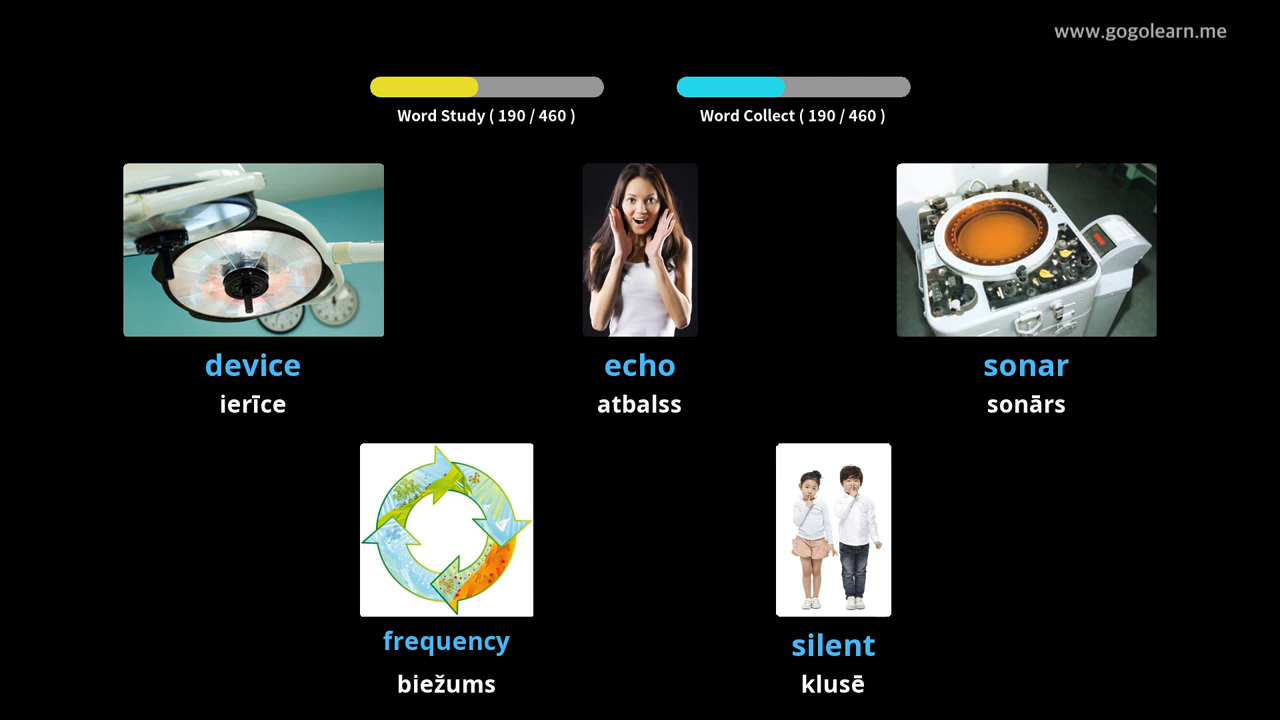 www.gogolearn.me
Word Study ( 190 / 460 )
Word Collect ( 190 / 460 )
device
ierīce
echo
atbalss
sonar
sonārs
frequency
biežums
silent
klusē